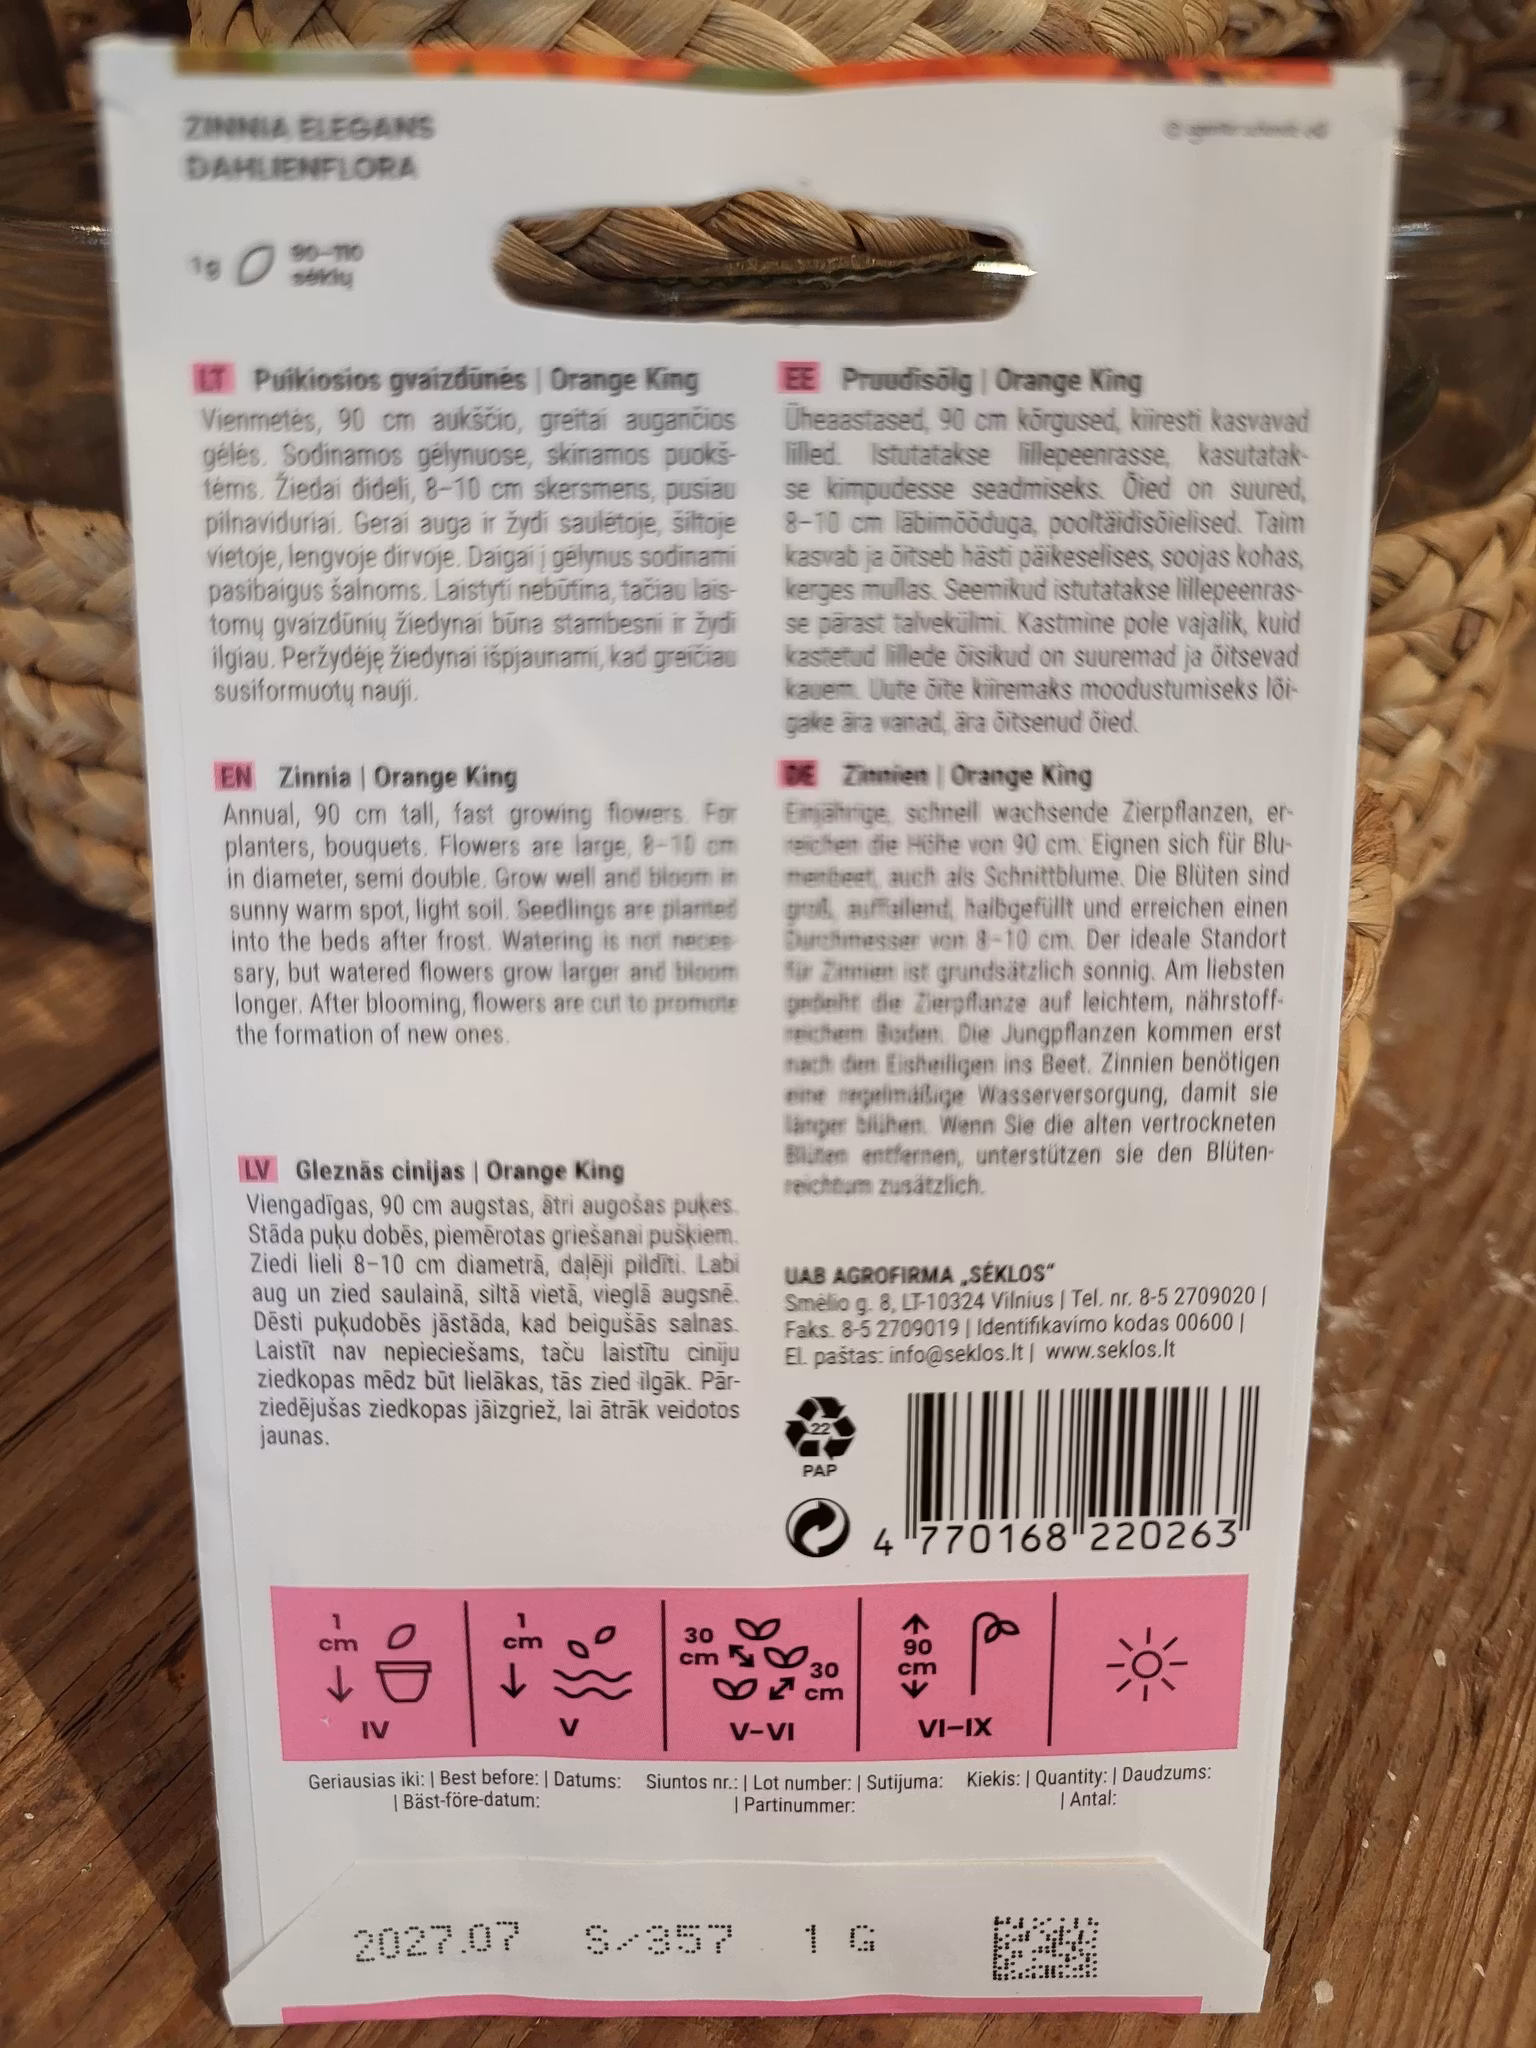 ZINNIA ELEGANS
DAHLIENFLORA
1g 90–110
sėklų
LT Puikiosios gvaizdūnės | Orange King
Vienmetės, 90 cm aukščio, greitai augančios
gėlės. Sodinamos gėlynuose, skinamos puokš-
tėms. Žiedai dideli, 8–10 cm skersmens, pusiau
pilnaviduriai. Gerai auga ir žydi saulėtoje, šiltoje
vietoje, lengvoje dirvoje. Daigai į gėlynus sodinami
pasibaigus šalnoms. Laistyti nebūtina, tačiau lais-
tomų gvaizdūnių žiedynai būna stambesni ir žydi
ilgiau. Peržydėję žiedynai išpjaunami, kad greičiau
susiformuotų nauji.
EN Zinnia | Orange King
Annual, 90 cm tall, fast growing flowers. For
planters, bouquets. Flowers are large, 8–10 cm
in diameter, semi double. Grow well and bloom in
sunny warm spot, light soil. Seedlings are planted
into the beds after frost. Watering is not neces-
sary, but watered flowers grow larger and bloom
longer. After blooming, flowers are cut to promote
the formation of new ones.
LV Gleznās cinijas | Orange King
Viengadīgas, 90 cm augstas, ātri augošas puķes.
Stāda puķu dobēs, piemērotas griešanai pušķiem.
Ziedi lieli 8–10 cm diametrā, daļēji pildīti. Labi
aug un zied saulainā, siltā vietā, vieglā augsnē.
Dēsti puķudobēs jāstāda, kad beigušās salnas.
Laistīt nav nepieciešams, taču laistītu ciniju
ziedkopas mēdz būt lielākas, tās zied ilgāk. Pār-
ziedējušas ziedkopas jāizgriež, lai ātrāk veidotos
jaunas.
EE Pruudisõlg | Orange King
Üheaastased, 90 cm kõrgused, kiiresti kasvavad
lilled. Istutatakse lillepeenrasse, kasutatak-
se kimpudesse seadmiseks. Õied on suured,
8–10 cm läbimõõduga, pooltäidisõielised. Taim
kasvab ja õitseb hästi päikeselises, soojas kohas,
kerges mullas. Seemikud istutatakse lillepeenras-
se pärast talvekülmi. Kastmine pole vajalik, kuid
kastetud lillede õisikud on suuremad ja õitsevad
kauem. Uute õite kiiremaks moodustumiseks lõi-
gake ära vanad, ära õitsenud õied.
DE Zinnien | Orange King
Einjährige, schnell wachsende Zierpflanzen, er-
reichen die Höhe von 90 cm. Eignen sich für Blu-
menbeet, auch als Schnittblume. Die Blüten sind
groß, auffallend, halbgefüllt und erreichen einen
Durchmesser von 8–10 cm. Der ideale Standort
für Zinnien ist grundsätzlich sonnig. Am liebsten
gedeiht die Zierpflanze auf leichtem, nährstoff-
reichem Boden. Die Jungpflanzen kommen erst
nach den Eisheiligen ins Beet. Zinnien benötigen
eine regelmäßige Wasserversorgung, damit sie
länger blühen. Wenn Sie die alten vertrockneten
Blüten entfernen, unterstützen sie den Blüten-
reichtum zusätzlich.
UAB AGROFIRMA „SĖKLOS“
Smėlio g. 8, LT-10324 Vilnius | Tel. nr. 8-5 2709020 |
Faks. 8-5 2709019 | Identifikavimo kodas 00600 |
El. paštas: info@seklos.lt | www.seklos.lt
22
PAP
4 770168 220263
1 cm IV
1 cm V
30 cm 30 cm V–VI
90 cm VI–IX
Geriausias iki: | Best before: | Datums:
| Bäst-före-datum:
Siuntos nr.: | Lot number: | Sutijuma:
| Partinummer:
Kiekis: | Quantity: | Daudzums:
| Antal:
2027.07 S/357 1 G